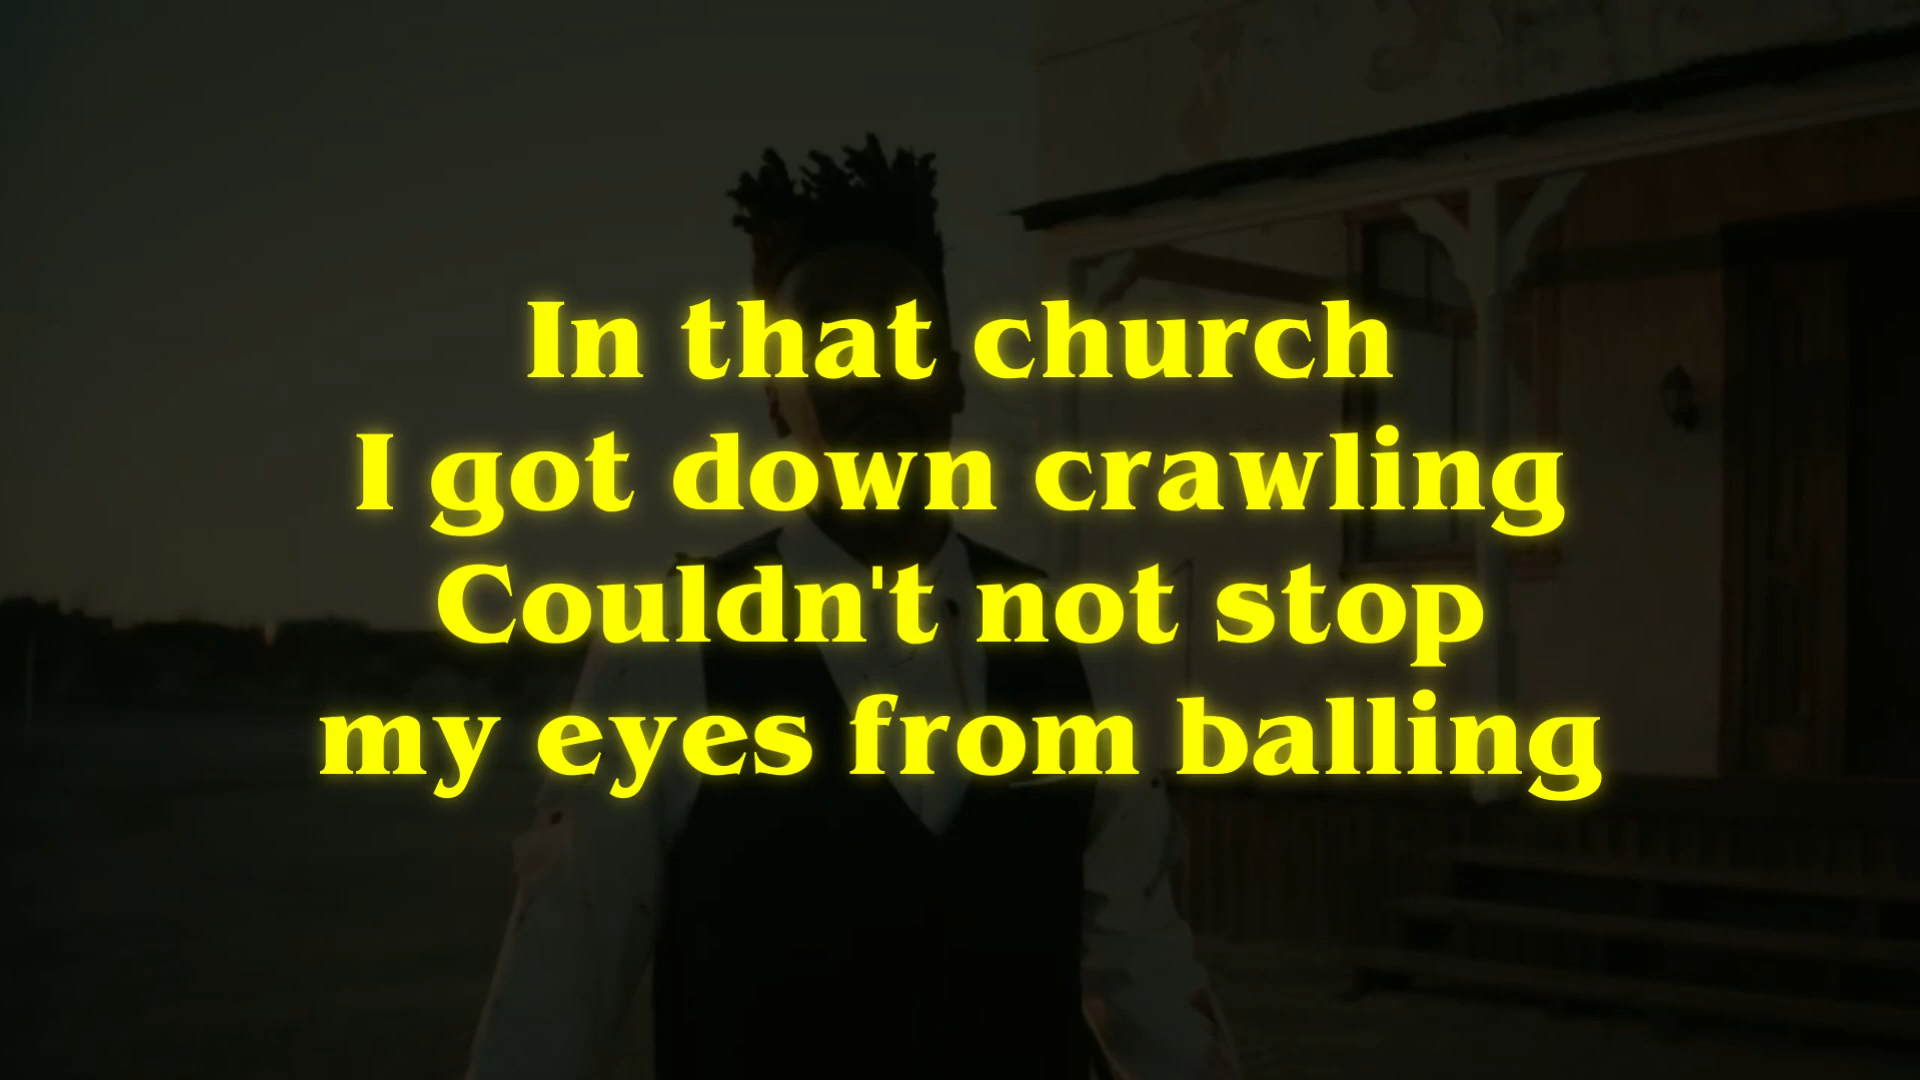 In that church
I got down crawling
Couldn't not stop
my eyes from balling